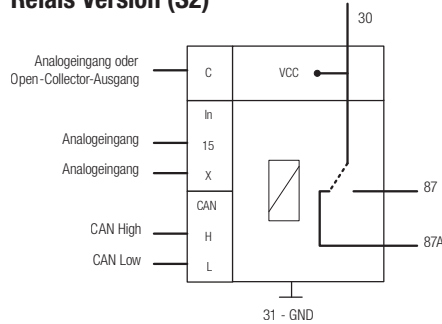 Relais Version (S2)
30
Analogeingang oder
Open-Collector-Ausgang
C
VCC
In
Analogeingang
15
Analogeingang
X
87
CAN
CAN High
H
87A
CAN Low
L
31 - GND